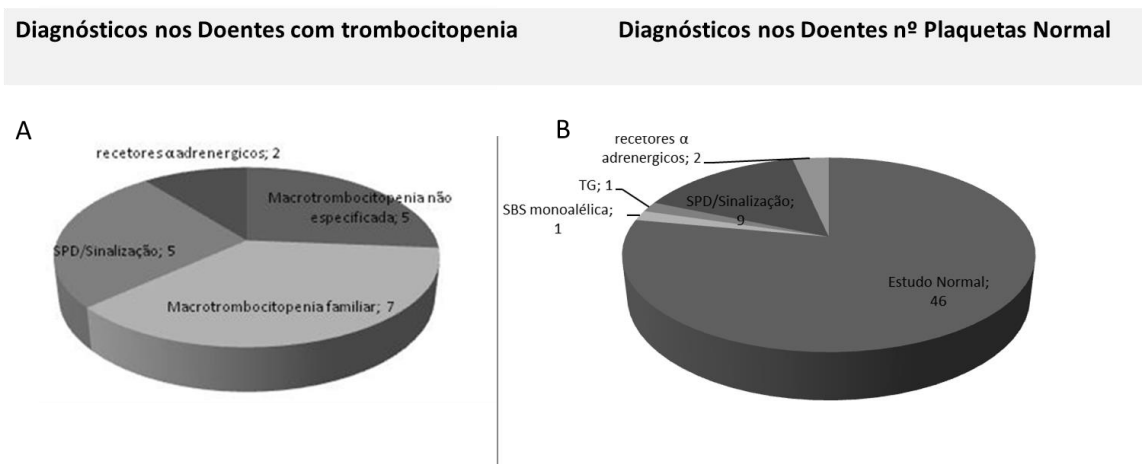 Diagnósticos nos Doentes com trombocitopenia
Diagnósticos nos Doentes nº Plaquetas Normal
A
recetores α adrenergicos; 2
Macrotrombocitopenia não
especificada; 5
SPD/Sinalização; 5
Macrotrombocitopenia familiar; 7
B
recetores α
adrenergicos; 2
TG; 1
SPD/Sinalização;
9
SBS monoalélica;
1
Estudo Normal;
46